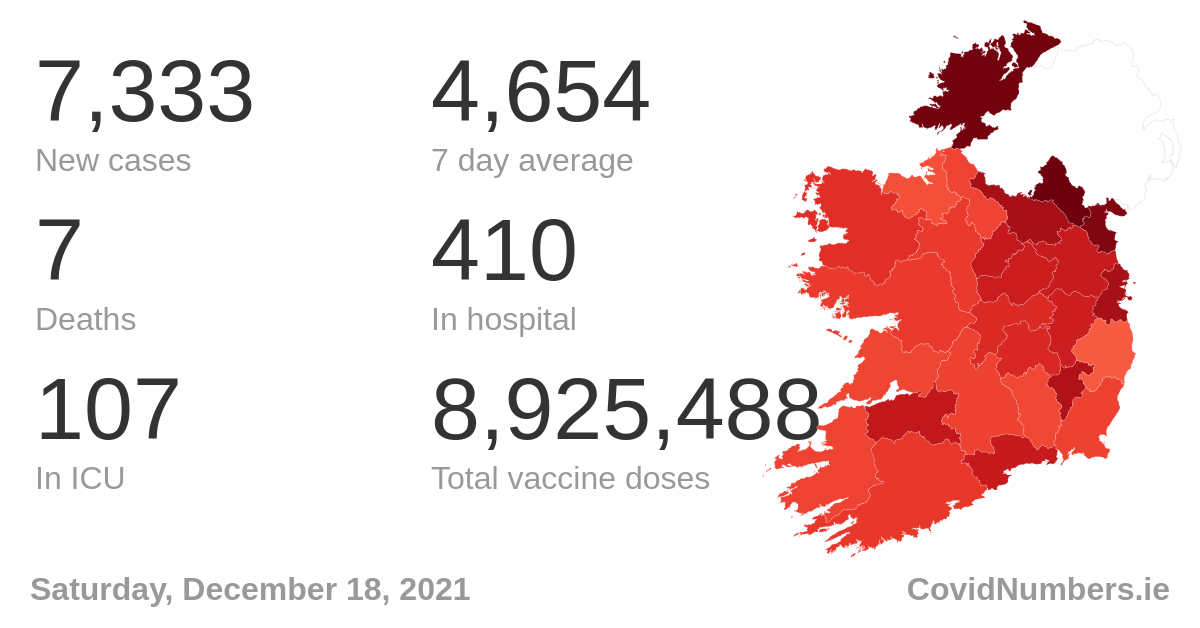 7,333
New cases
4,654
7 day average
7
Deaths
410
In hospital
107
In ICU
8,925,488
Total vaccine doses
Saturday, December 18, 2021
CovidNumbers.ie